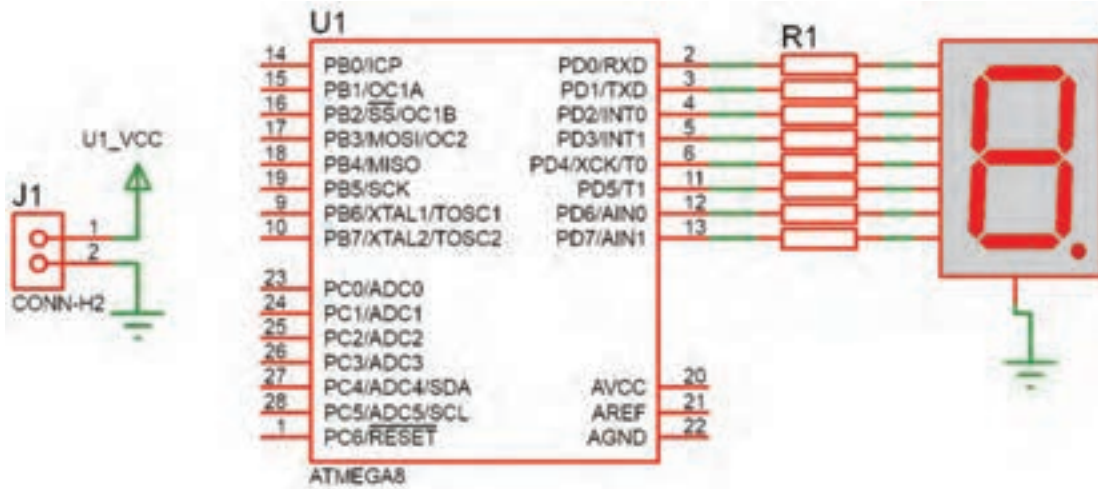 U1
R1
14 PB0/ICP PD0/RXD 2
15 PB1/OC1A PD1/TXD 3
16 PB2/SS/OC1B PD2/INT0 4
17 PB3/MOSI/OC2 PD3/INT1 5
18 PB4/MISO PD4/XCK/T0 6
19 PB5/SCK PD5/T1 11
9 PB6/XTAL1/TOSC1 PD6/AIN0 12
10 PB7/XTAL2/TOSC2 PD7/AIN1 13
U1_VCC
J1
1
2
CONN-H2
23 PC0/ADC0
24 PC1/ADC1
25 PC2/ADC2
26 PC3/ADC3
27 PC4/ADC4/SDA AVCC 20
28 PC5/ADC5/SCL AREF 21
1 PC6/RESET AGND 22
ATMEGA8